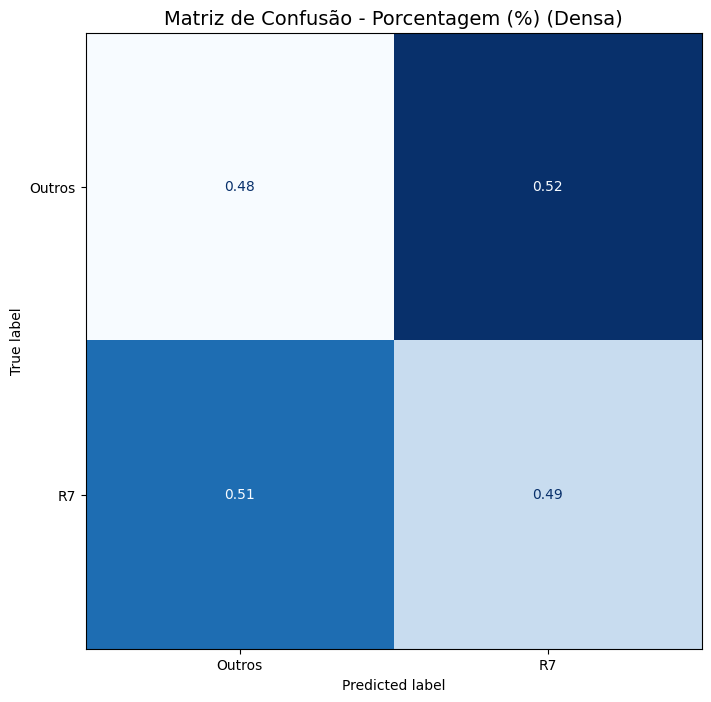 Matriz de Confusão - Porcentagem (%) (Densa)
Outros
0.48
0.52
True label
R7
0.51
0.49
Outros
R7
Predicted label